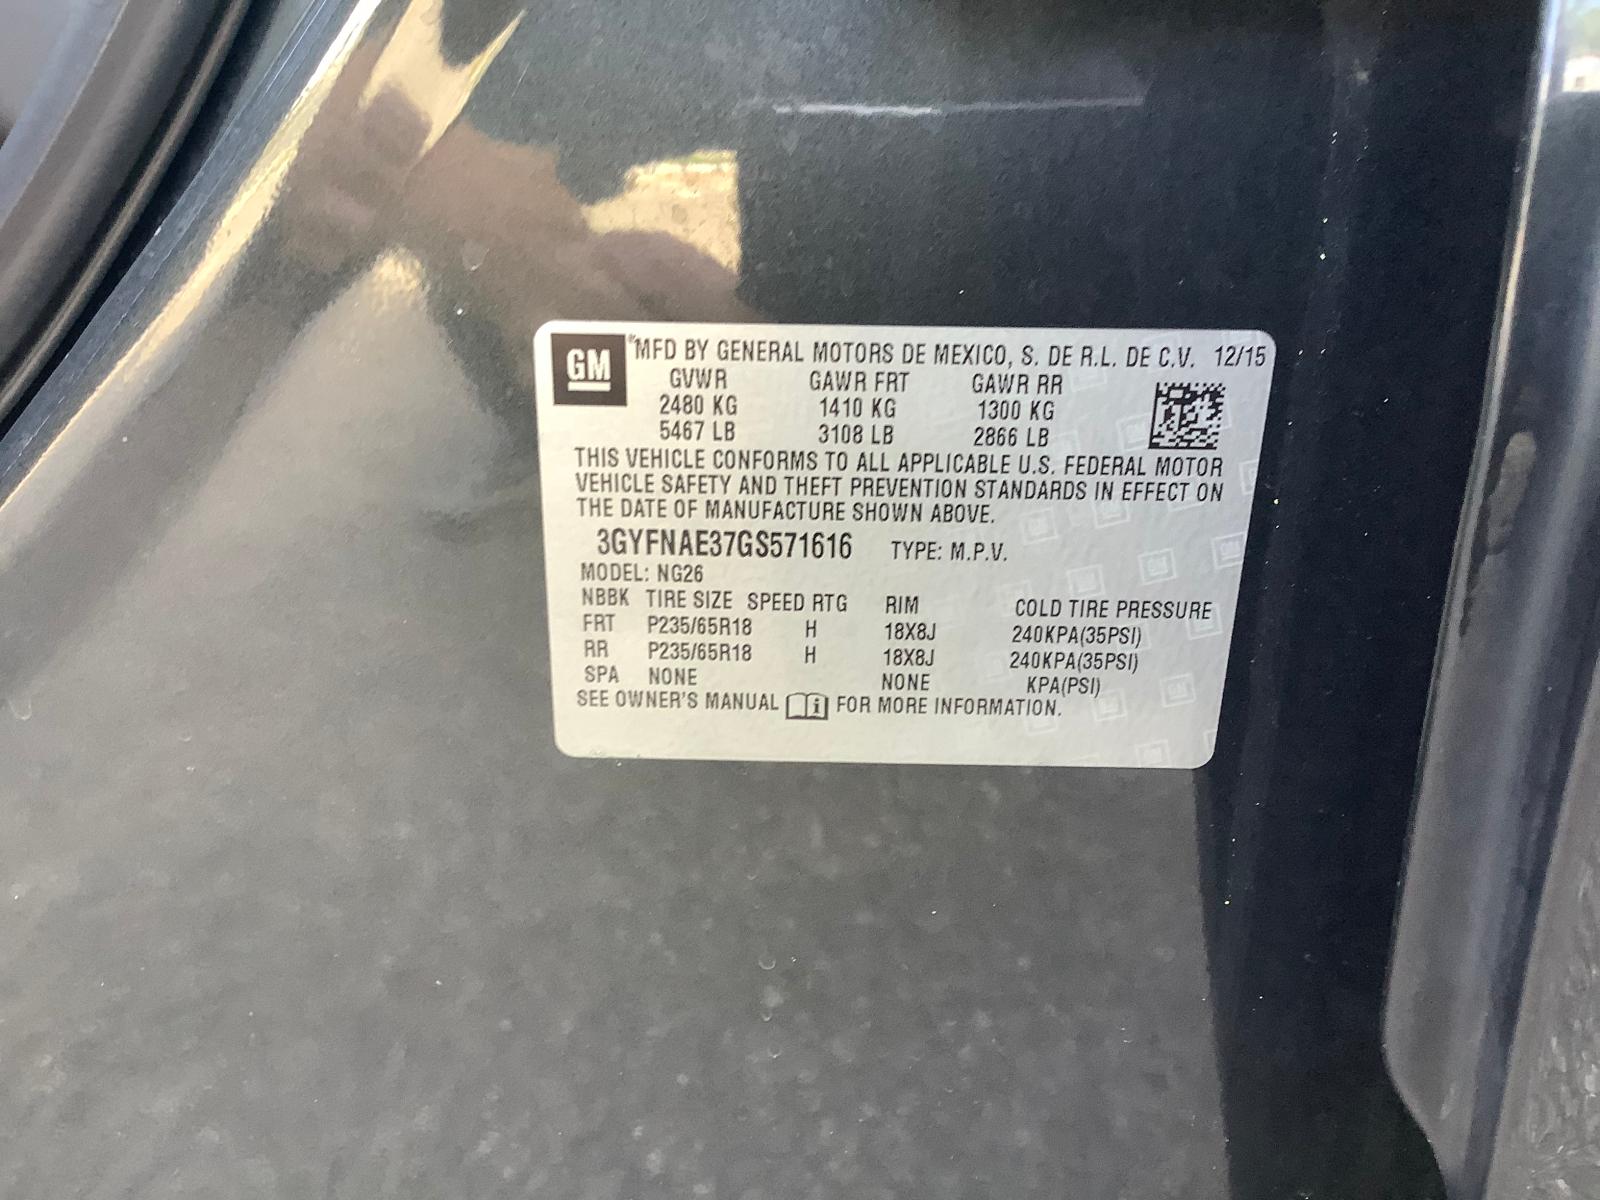 GM
MFD BY GENERAL MOTORS DE MEXICO, S. DE R.L. DE C.V. 12/15
GVWR GAWR FRT GAWR RR
2480 KG 1410 KG 1300 KG
5467 LB 3108 LB 2866 LB
THIS VEHICLE CONFORMS TO ALL APPLICABLE U.S. FEDERAL MOTOR
VEHICLE SAFETY AND THEFT PREVENTION STANDARDS IN EFFECT ON
THE DATE OF MANUFACTURE SHOWN ABOVE.
3GYFNAE37GS571616 TYPE: M.P.V.
MODEL: NG26
NBBK TIRE SIZE SPEED RTG RIM COLD TIRE PRESSURE
FRT P235/65R18 H 18X8J 240KPA(35PSI)
RR P235/65R18 H 18X8J 240KPA(35PSI)
SPA NONE NONE KPA(PSI)
SEE OWNER'S MANUAL FOR MORE INFORMATION.